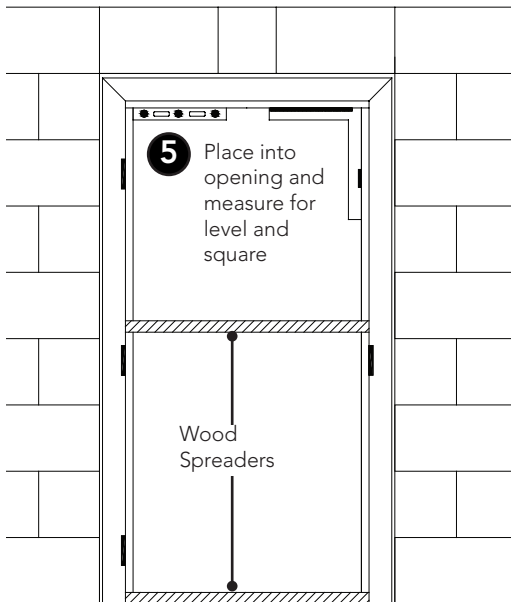 5
Place into
opening and
measure for
level and
square
Wood
Spreaders